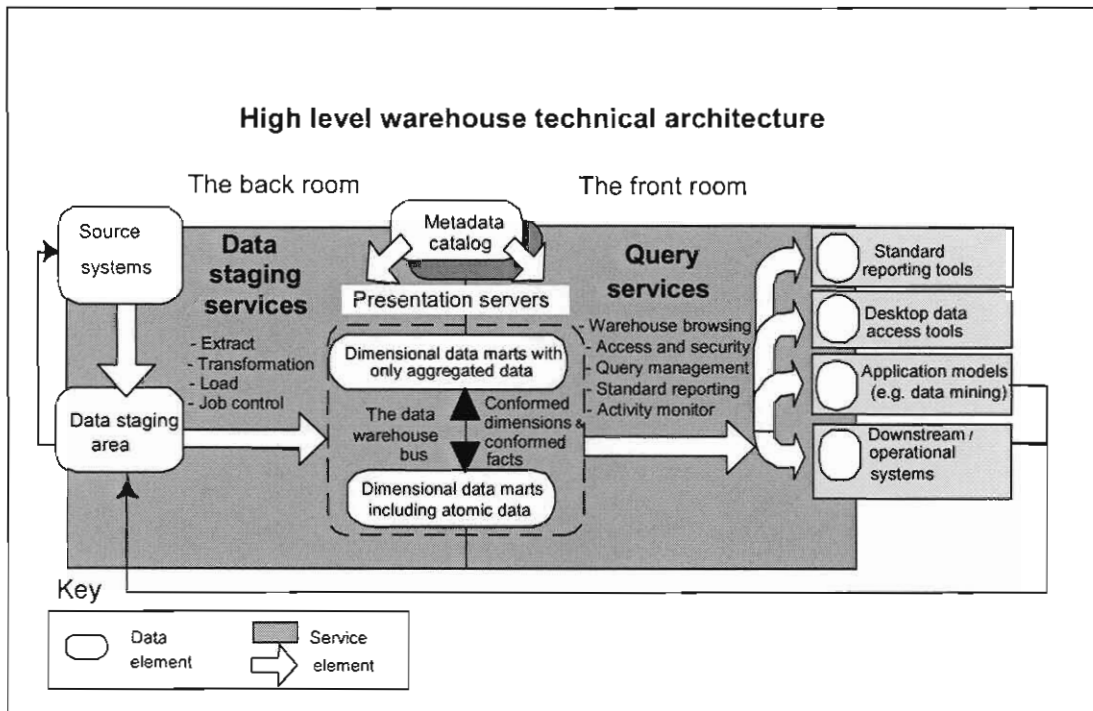 High level warehouse technical architecture
The back room
The front room
Source
systems
Data
staging
services
- Extract
- Transformation
- Load
- Job control
Data staging
area
Metadata
catalog
Presentation servers
Dimensional data marts with
only aggregated data
The data
warehouse
bus
Conformed
dimensions &
conformed
facts
Dimensional data marts
including atomic data
Query
services
- Warehouse browsing
- Access and security
- Query management
- Standard reporting
- Activity monitor
Standard
reporting tools
Desktop data
access tools
Application models
(e.g. data mining)
Downstream /
operational
systems
Key
Data
element
Service
element